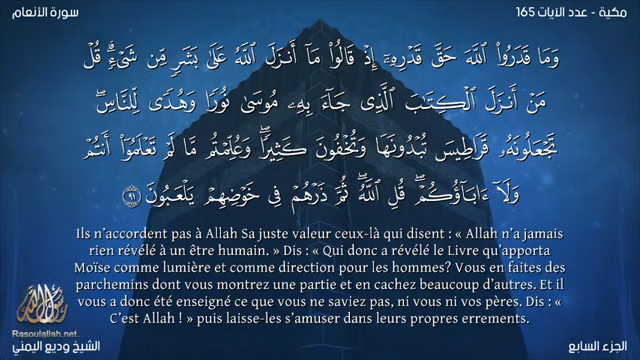 سورة الأنعام
مكية - عدد الآيات 165
وَمَا قَدَرُوا۟ ٱللَّهَ حَقَّ قَدْرِهِۦٓ إِذْ قَالُوا۟ مَآ أَنزَلَ ٱللَّهُ عَلَىٰ بَشَرٍ مِّن شَىْءٍ ۗ قُلْ
مَنْ أَنزَلَ ٱلْكِتَـٰبَ ٱلَّذِى جَآءَ بِهِۦ مُوسَىٰ نُورًا وَهُدًى لِّلنَّاسِ ۖ
تَجْعَلُونَهُۥ قَرَاطِيسَ تُبْدُونَهَا وَتُخْفُونَ كَثِيرًا ۖ وَعُلِّمْتُم مَّا لَمْ تَعْلَمُوٓا۟ أَنتُمْ
وَلَآ ءَابَآؤُكُمْ ۖ قُلِ ٱللَّهُ ۖ ثُمَّ ذَرْهُمْ فِى خَوْضِهِمْ يَلْعَبُونَ ٩١
Ils n’accordent pas à Allah Sa juste valeur ceux-là qui disent : « Allah n’a jamais
rien révélé à un être humain. » Dis : « Qui donc a révélé le Livre qu’apporta
Moïse comme lumière et comme direction pour les hommes? Vous en faites des
parchemins dont vous montrez une partie et en cachez beaucoup d’autres. Et il
vous a donc été enseigné ce que vous ne saviez pas, ni vous ni vos pères. Dis : «
C’est Allah ! » puis laisse-les s’amuser dans leurs propres errements.
Rasoulallah.net
الشيخ وديع اليمني
الجزء السابع